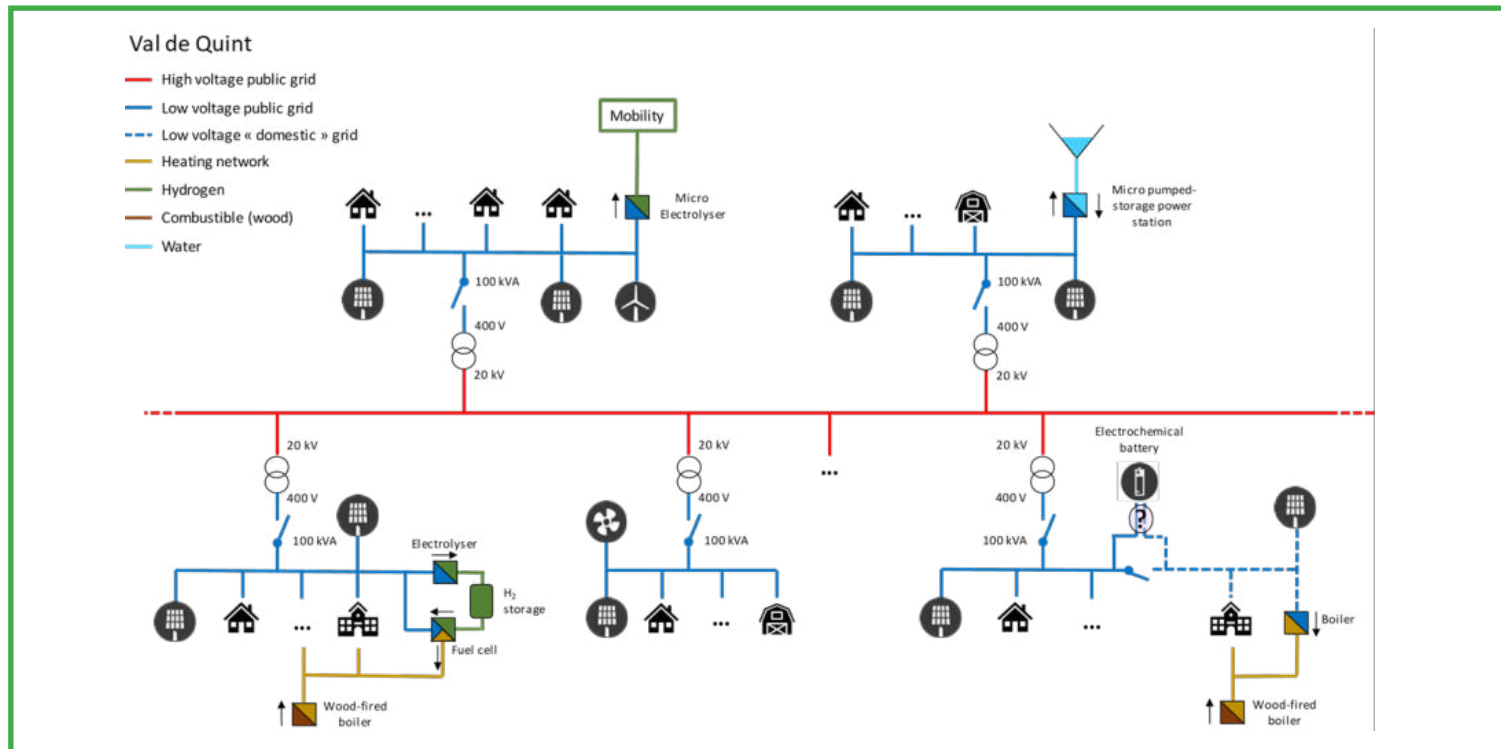 Val de Quint
High voltage public grid
Low voltage public grid
Low voltage « domestic » grid
Heating network
Hydrogen
Combustible (wood)
Water
Mobility
Micro
Electrolyser
...
100 kVA
400 V
20 kV
Micro pumped-
storage power
station
...
100 kVA
400 V
20 kV
20 kV
400 V
100 kVA
Electrolyser
H2
storage
Fuel cell
...
Wood-fired
boiler
20 kV
400 V
100 kVA
...
...
20 kV
400 V
100 kVA
Electrochemical
battery
?
...
Boiler
Wood-fired
boiler